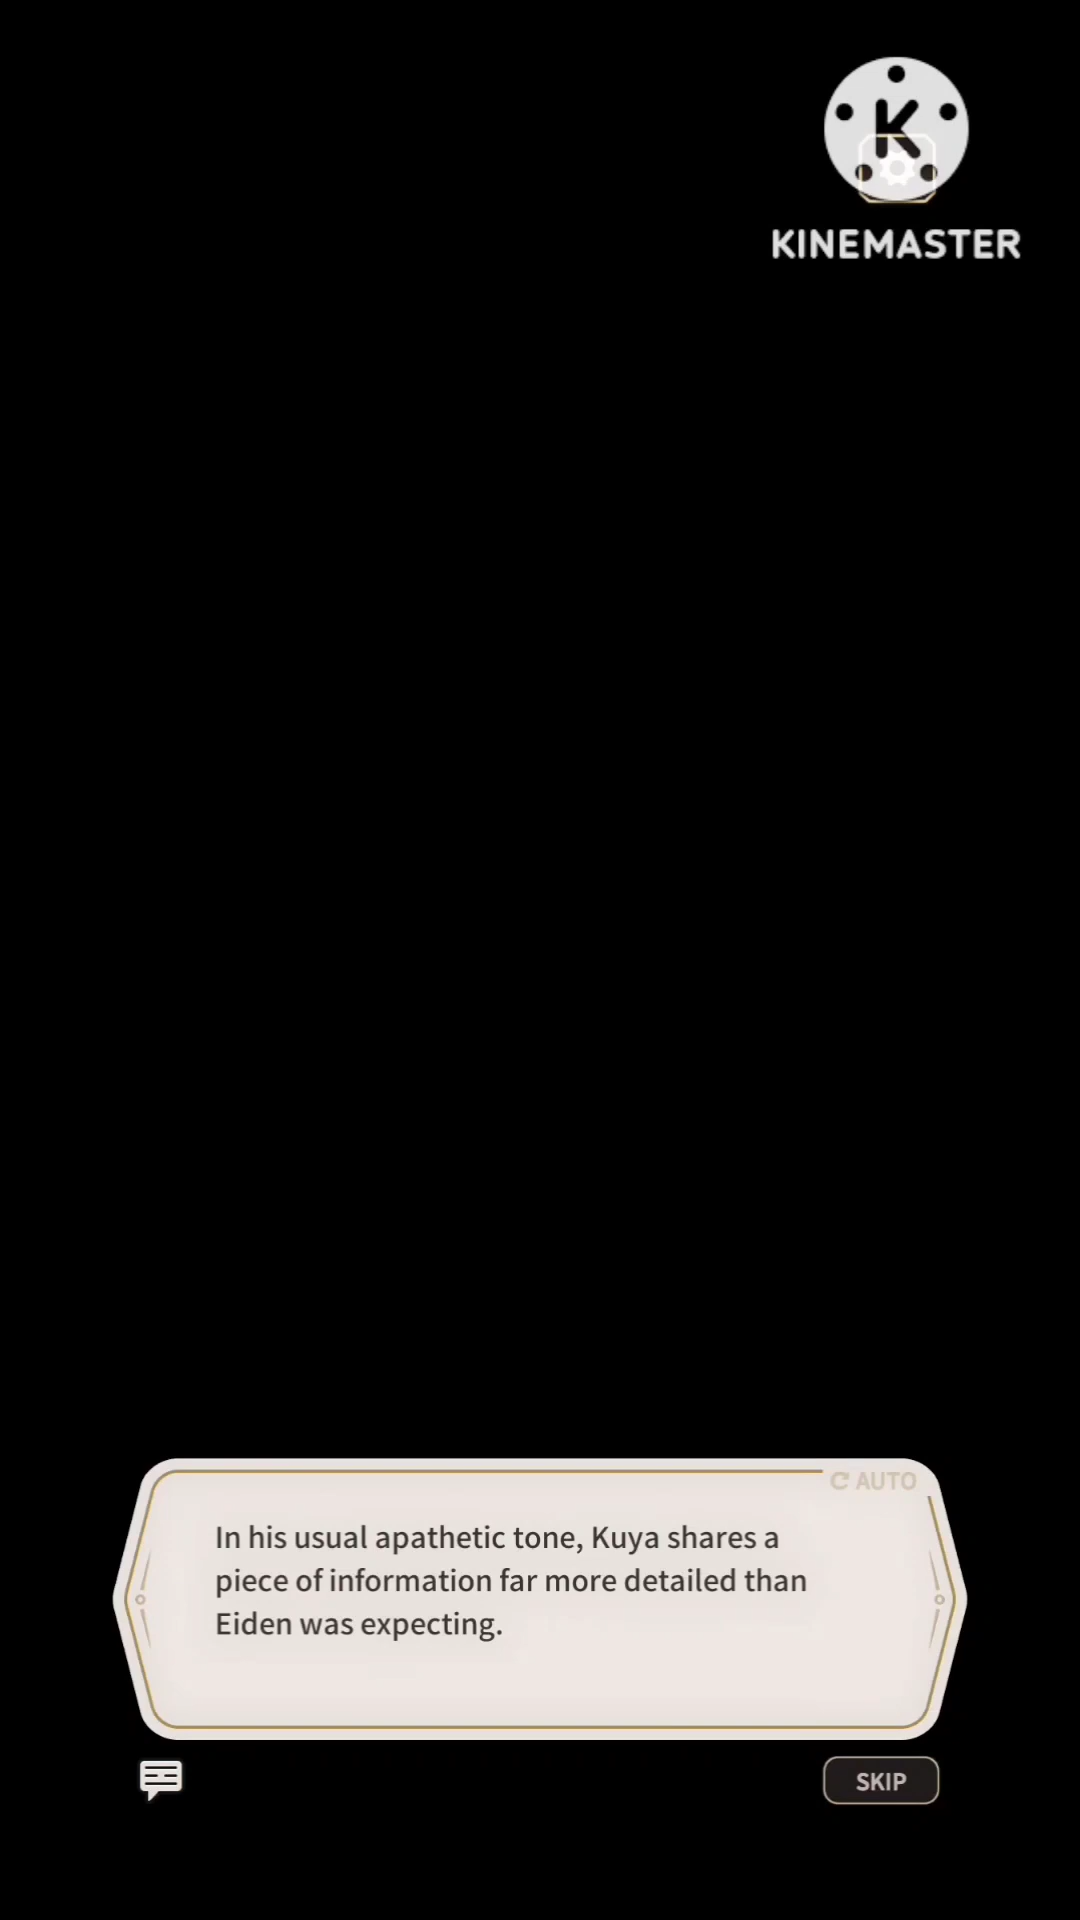 K
KINEMASTER
AUTO
In his usual apathetic tone, Kuya shares a
piece of information far more detailed than
Eiden was expecting.
SKIP